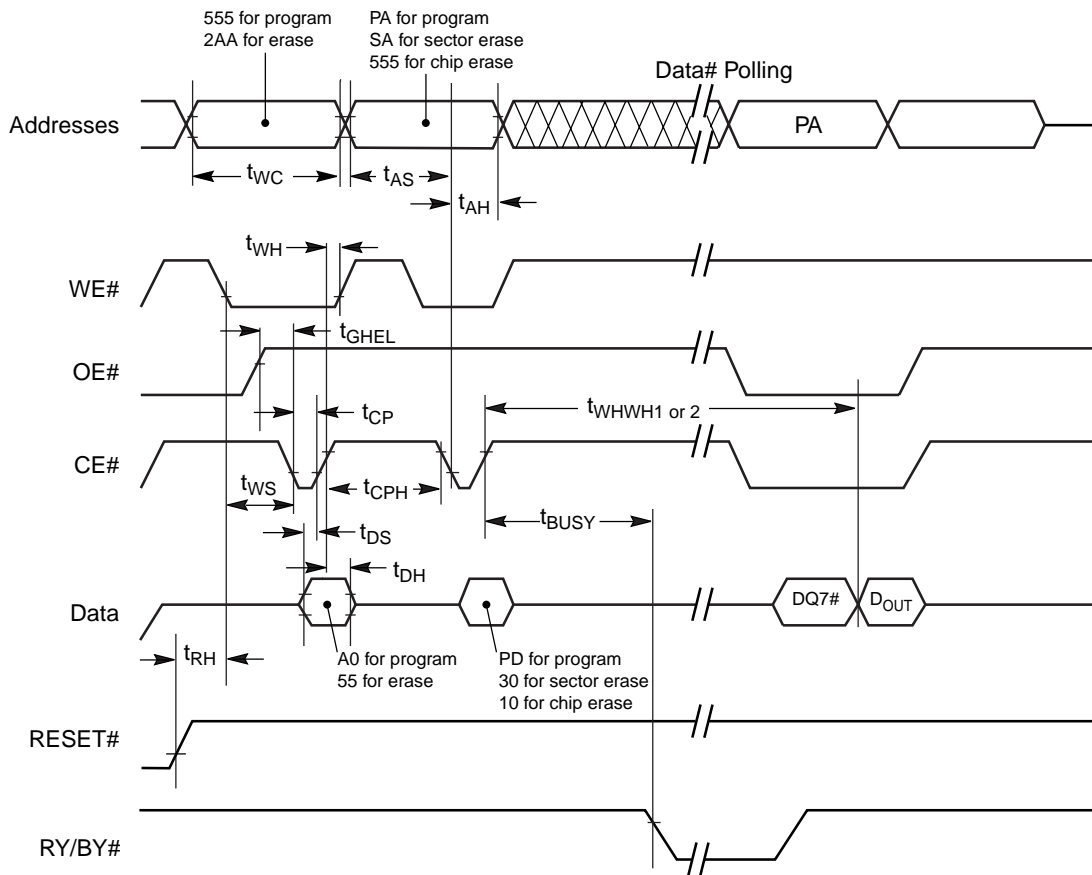 555 for program
2AA for erase
PA for program
SA for sector erase
555 for chip erase
Data# Polling
Addresses
PA
tWC
tAS
tAH
tWH
WE#
tGHEL
OE#
tWHWH1 or 2
tCP
CE#
tWS
tCPH
tBUSY
tDS
tDH
Data
DQ7#
DOUT
tRH
A0 for program
55 for erase
PD for program
30 for sector erase
10 for chip erase
RESET#
RY/BY#